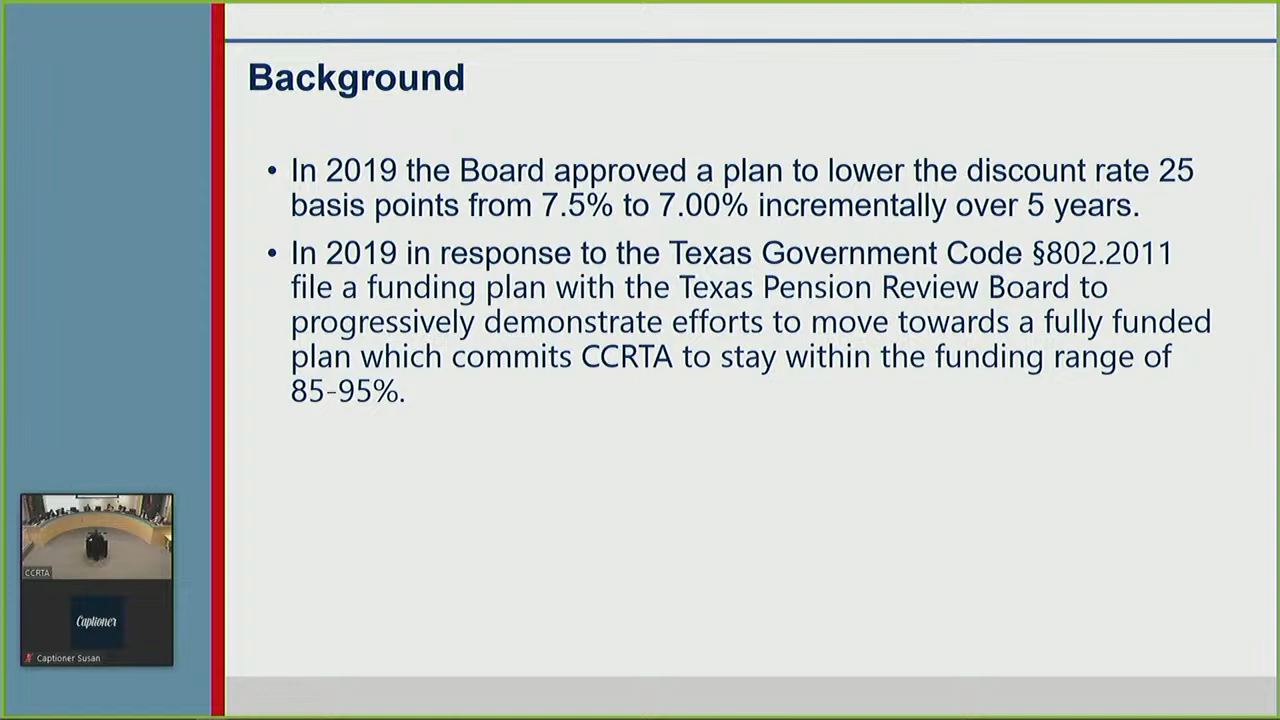 Background
• In 2019 the Board approved a plan to lower the discount rate 25
basis points from 7.5% to 7.00% incrementally over 5 years.
• In 2019 in response to the Texas Government Code §802.2011
file a funding plan with the Texas Pension Review Board to
progressively demonstrate efforts to move towards a fully funded
plan which commits CCRTA to stay within the funding range of
85-95%.
CCRTA
Captioner
Captioner Susan